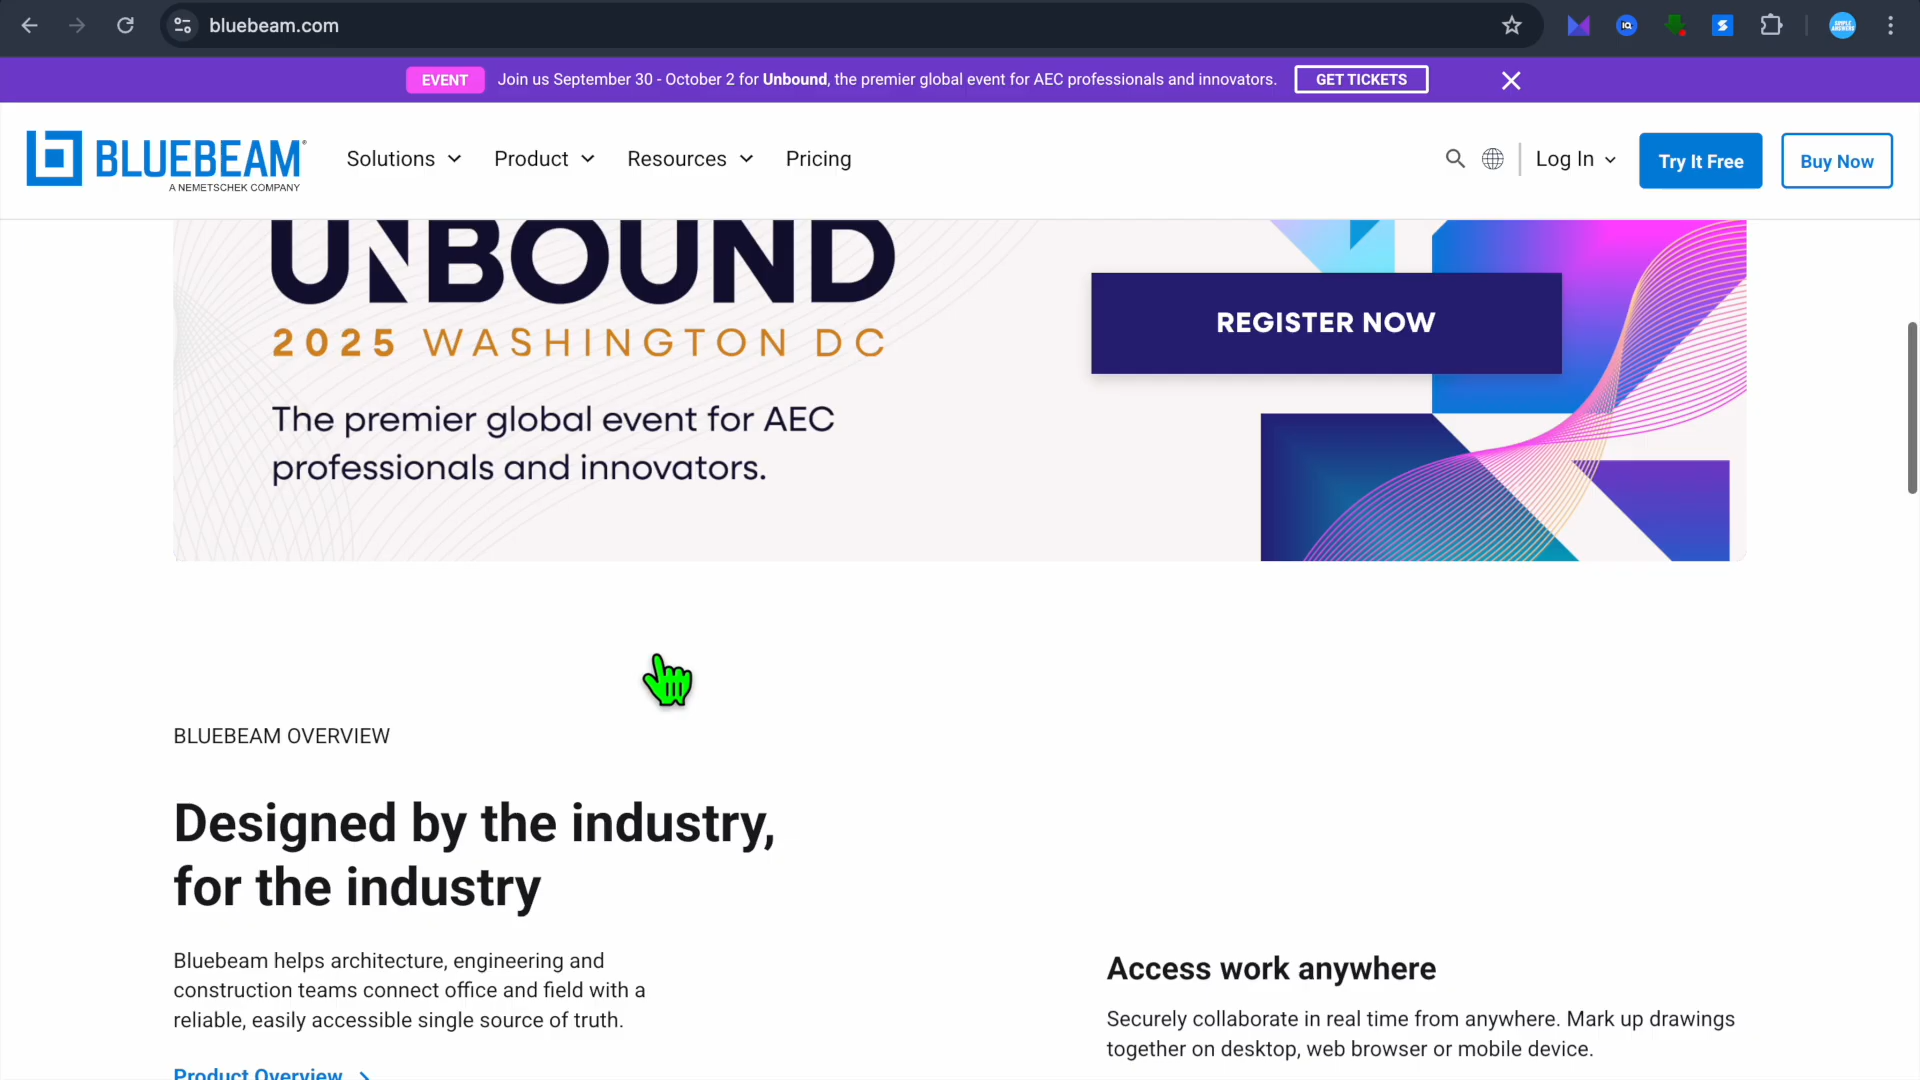 bluebeam.com
EVENT Join us September 30 - October 2 for Unbound, the premier global event for AEC professionals and innovators. GET TICKETS
BLUEBEAM
A NEMETSCHEK COMPANY
Solutions Product Resources Pricing Log In Try It Free Buy Now
UNBOUND
2025 WASHINGTON DC
REGISTER NOW
The premier global event for AEC
professionals and innovators.
BLUEBEAM OVERVIEW
Designed by the industry,
for the industry
Bluebeam helps architecture, engineering and
construction teams connect office and field with a
reliable, easily accessible single source of truth.
Product Overview
Access work anywhere
Securely collaborate in real time from anywhere. Mark up drawings
together on desktop, web browser or mobile device.